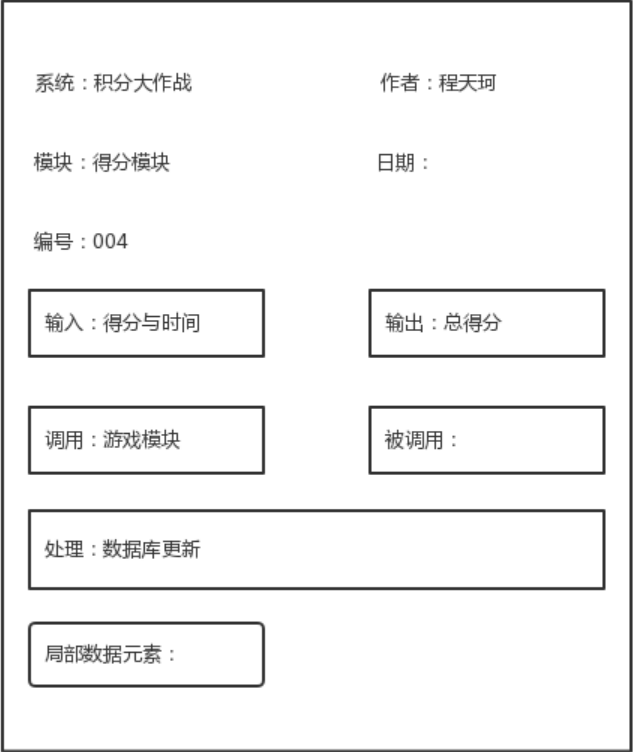 系统：积分大作战
作者：程天珂
模块：得分模块
日期：
编号：004
输入：得分与时间
输出：总得分
调用：游戏模块
被调用：
处理：数据库更新
局部数据元素：